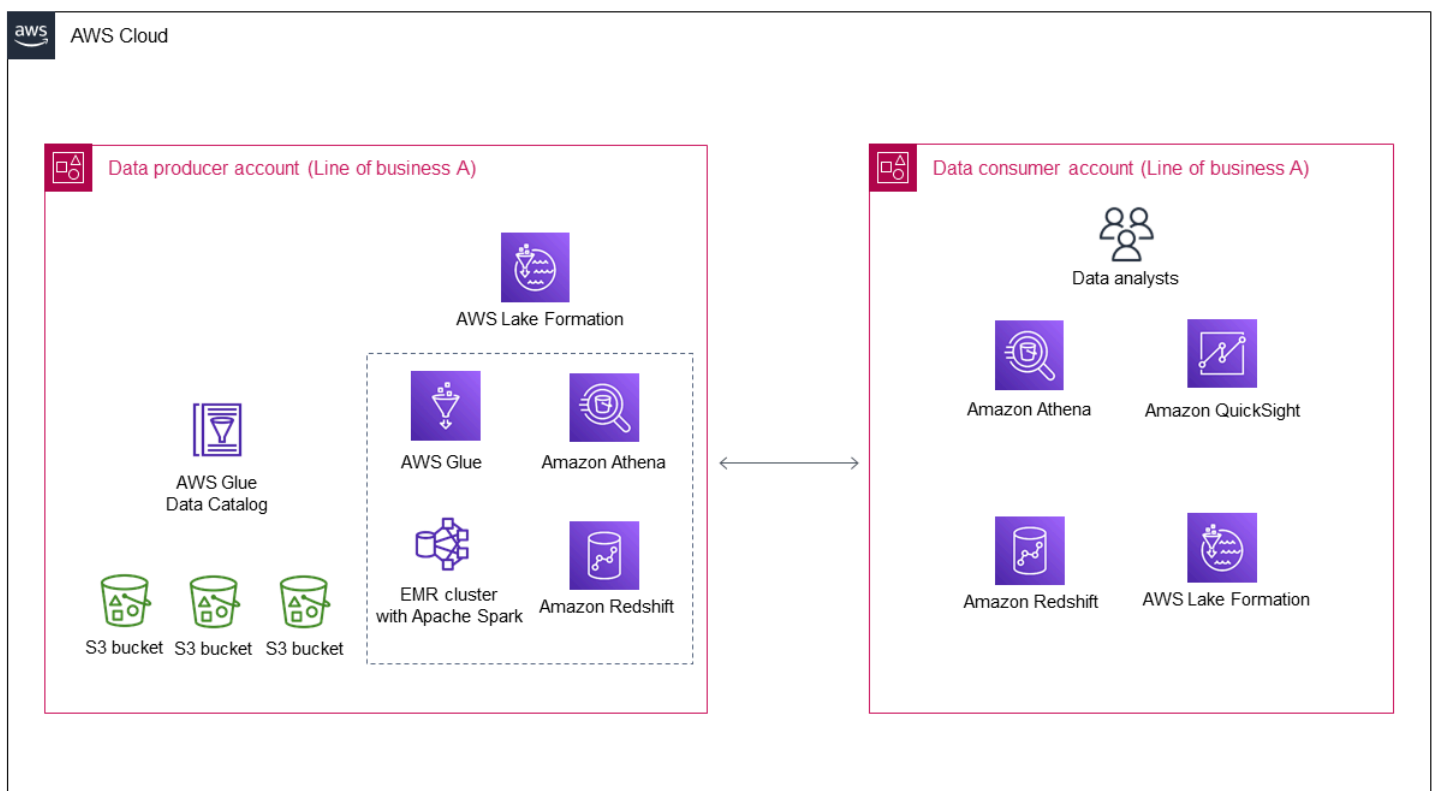 aws
AWS Cloud
Data producer account (Line of business A)
AWS Lake Formation
AWS Glue
Data Catalog
S3 bucket
S3 bucket
S3 bucket
AWS Glue
Amazon Athena
EMR cluster
with Apache Spark
Amazon Redshift
Data consumer account (Line of business A)
Data analysts
Amazon Athena
Amazon QuickSight
Amazon Redshift
AWS Lake Formation